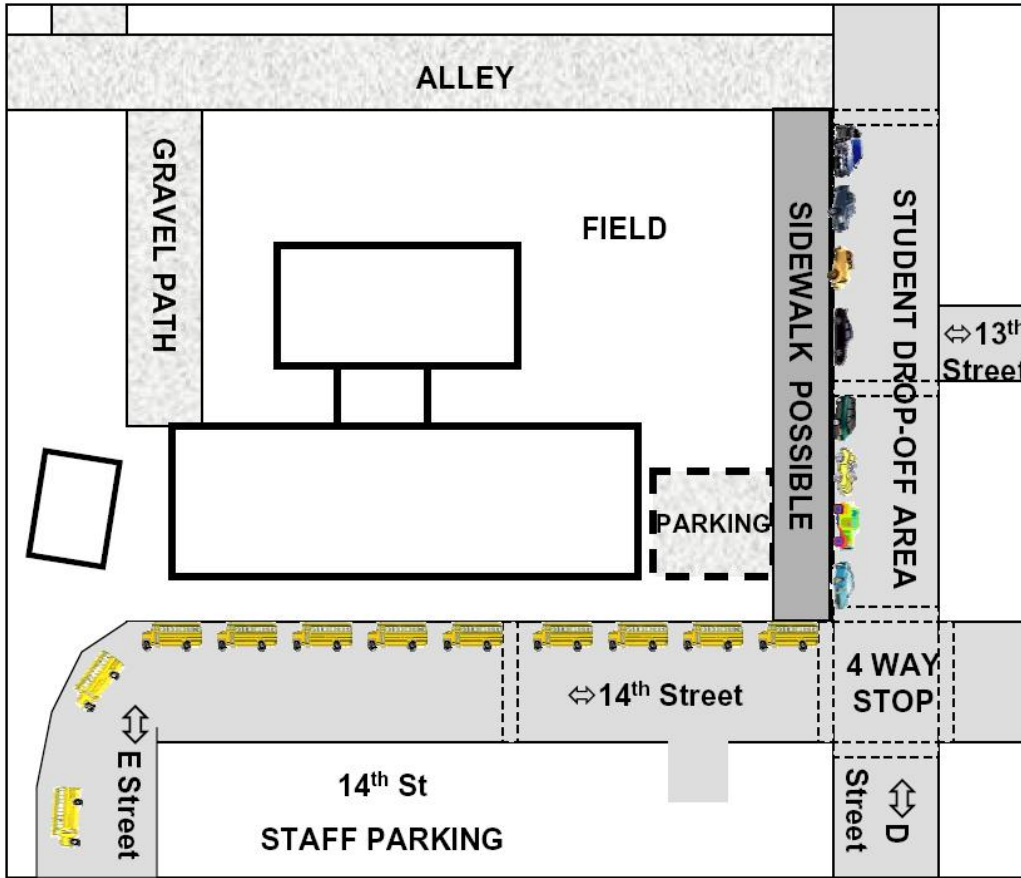 ALLEY
GRAVEL PATH
FIELD
SIDEWALK POSSIBLE
STUDENT DROP-OFF AREA
⇔13th
Street
PARKING
⇔14th Street
4 WAY
STOP
⇔E Street
14th St
STAFF PARKING
⇔D
Street